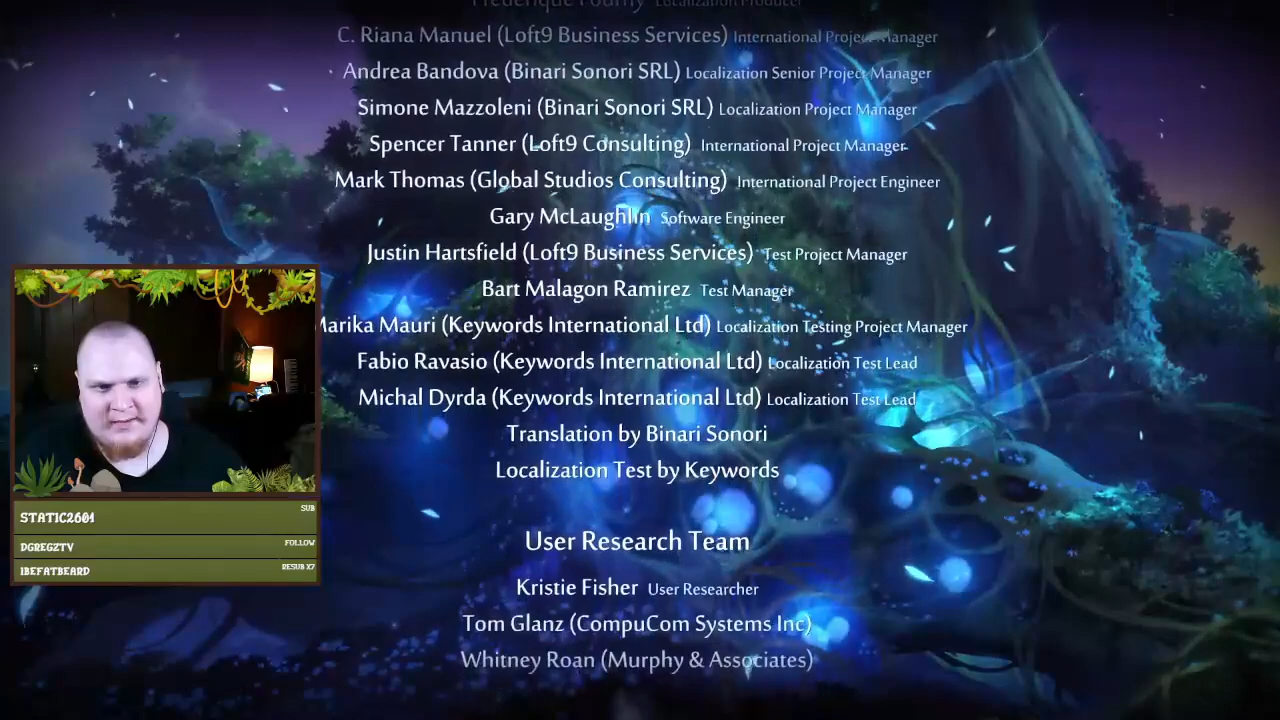 Frederique Fourny Localization Producer
C. Riana Manuel (Loft9 Business Services) International Project Manager
Andrea Bandova (Binari Sonori SRL) Localization Senior Project Manager
Simone Mazzoleni (Binari Sonori SRL) Localization Project Manager
Spencer Tanner (Loft9 Consulting) International Project Manager
Mark Thomas (Global Studios Consulting) International Project Engineer
Gary McLaughlin Software Engineer
Justin Hartsfield (Loft9 Business Services) Test Project Manager
Bart Malagon Ramirez Test Manager
Marika Mauri (Keywords International Ltd) Localization Testing Project Manager
Fabio Ravasio (Keywords International Ltd) Localization Test Lead
Michal Dyrda (Keywords International Ltd) Localization Test Lead
Translation by Binari Sonori
Localization Test by Keywords
User Research Team
Kristie Fisher User Researcher
Tom Glanz (CompuCom Systems Inc)
Whitney Roan (Murphy & Associates)
STATIC2601 SUB
DGREGZTV FOLLOW
IBEFATBEARD RESUB X7